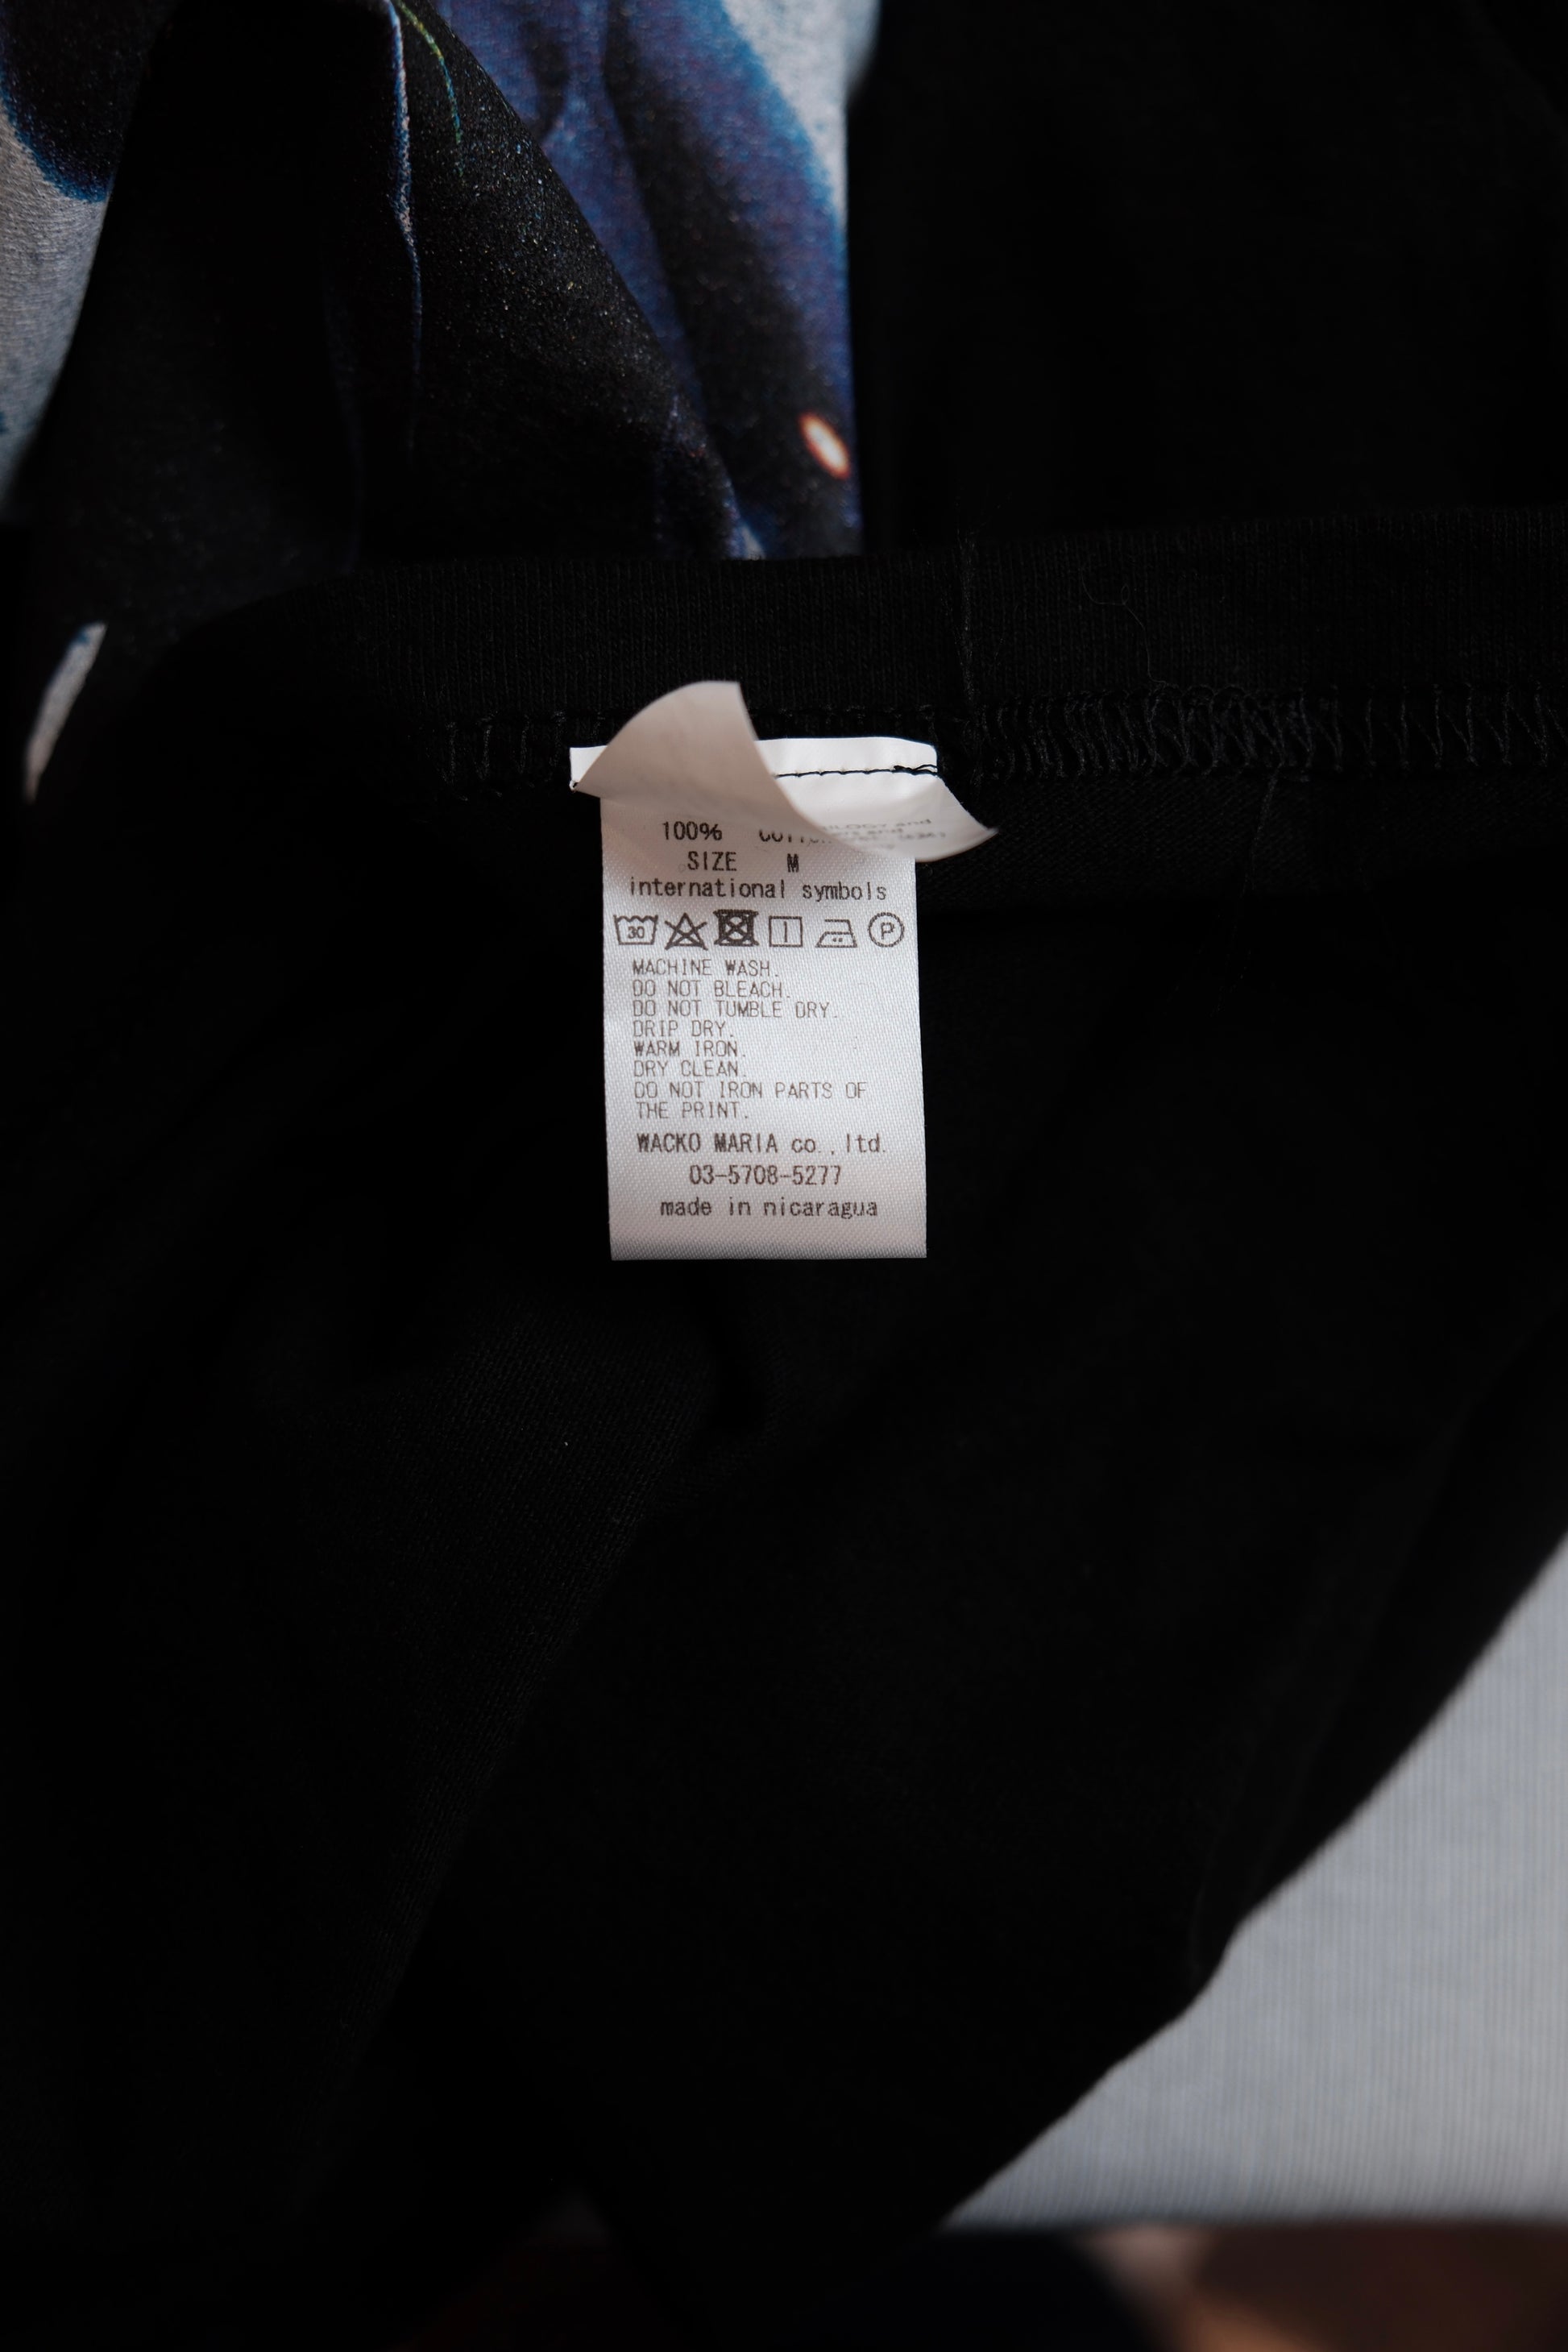 100%
SIZE M
international symbols
30 P
MACHINE WASH.
DO NOT BLEACH.
DO NOT TUMBLE DRY.
DRIP DRY.
WARM IRON.
DRY CLEAN.
DO NOT IRON PARTS OF
THE PRINT.
WACKO MARIA co.,ltd.
03-5708-5277
made in nicaragua